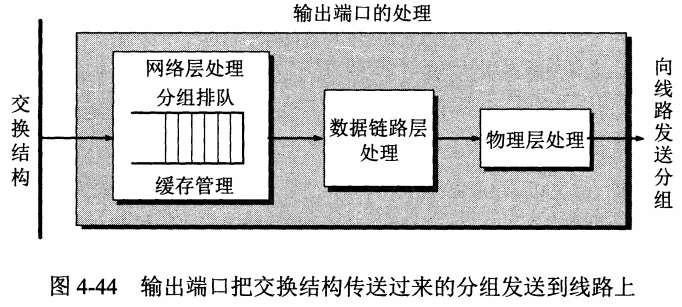 输出端口的处理
交换结构
网络层处理
分组排队
缓存管理
数据链路层
处理
物理层处理
向线路发送分组
图 4-44 输出端口把交换结构传送过来的分组发送到线路上